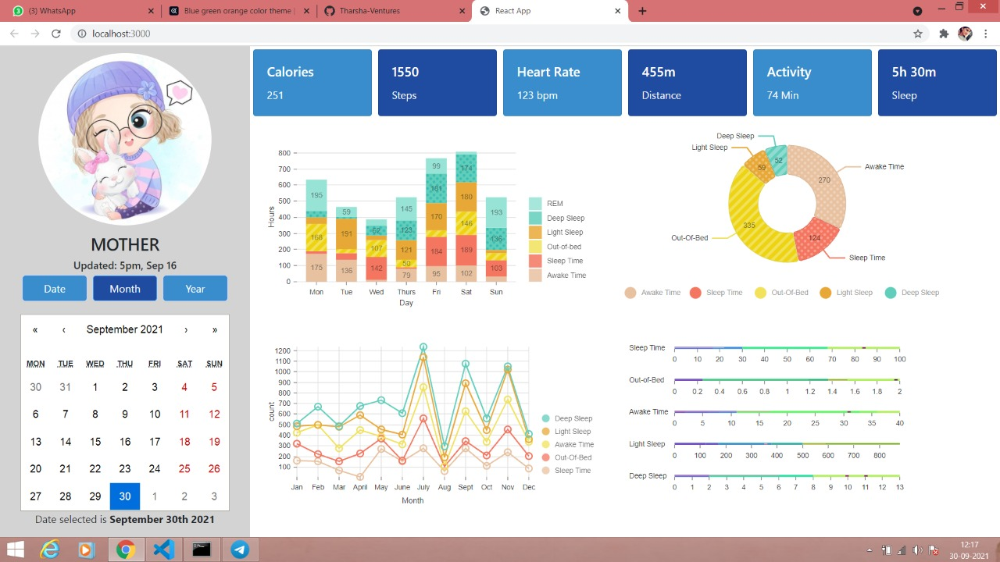 (3) WhatsApp
Blue green orange color theme
Tharsha-Ventures
React App
localhost:3000
MOTHER
Updated: 5pm, Sep 16
Date Month Year
« ‹ September 2021 › »
MON TUE WED THU FRI SAT SUN
30 31 1 2 3 4 5
6 7 8 9 10 11 12
13 14 15 16 17 18 19
20 21 22 23 24 25 26
27 28 29 30 1 2 3
Date selected is September 30th 2021
Calories
251
1550
Steps
Heart Rate
123 bpm
455m
Distance
Activity
74 Min
5h 30m
Sleep
Hours
800
700
600
500
400
300
200
100
0
195
168
175
59
191
136
62
107
142
145
123
121
50
79
99
181
170
184
95
174
180
146
189
102
193
136
103
Mon Tue Wed Thurs Fri Sat Sun
Day
REM
Deep Sleep
Light Sleep
Out-of-bed
Sleep Time
Awake Time
Deep Sleep
Light Sleep
Awake Time
Out-Of-Bed
Sleep Time
52
59
270
335
124
Awake Time Sleep Time Out-Of-Bed Light Sleep Deep Sleep
count
1200
1100
1000
900
800
700
600
500
400
300
200
100
Jan Feb Mar April May June July Aug Sept Oct Nov Dec
Month
Deep Sleep
Light Sleep
Awake Time
Out-Of-Bed
Sleep Time
Sleep Time
0 10 20 30 40 50 60 70 80 90 100
Out-of-Bed
0 0.2 0.4 0.6 0.8 1 1.2 1.4 1.6 1.8 2
Awake Time
0 5 10 15 20 25 30 35 40
Light Sleep
0 100 200 300 400 500 600 700 800
Deep Sleep
0 1 2 3 4 5 6 7 8 9 10 11 12 13
12:17
30-09-2021